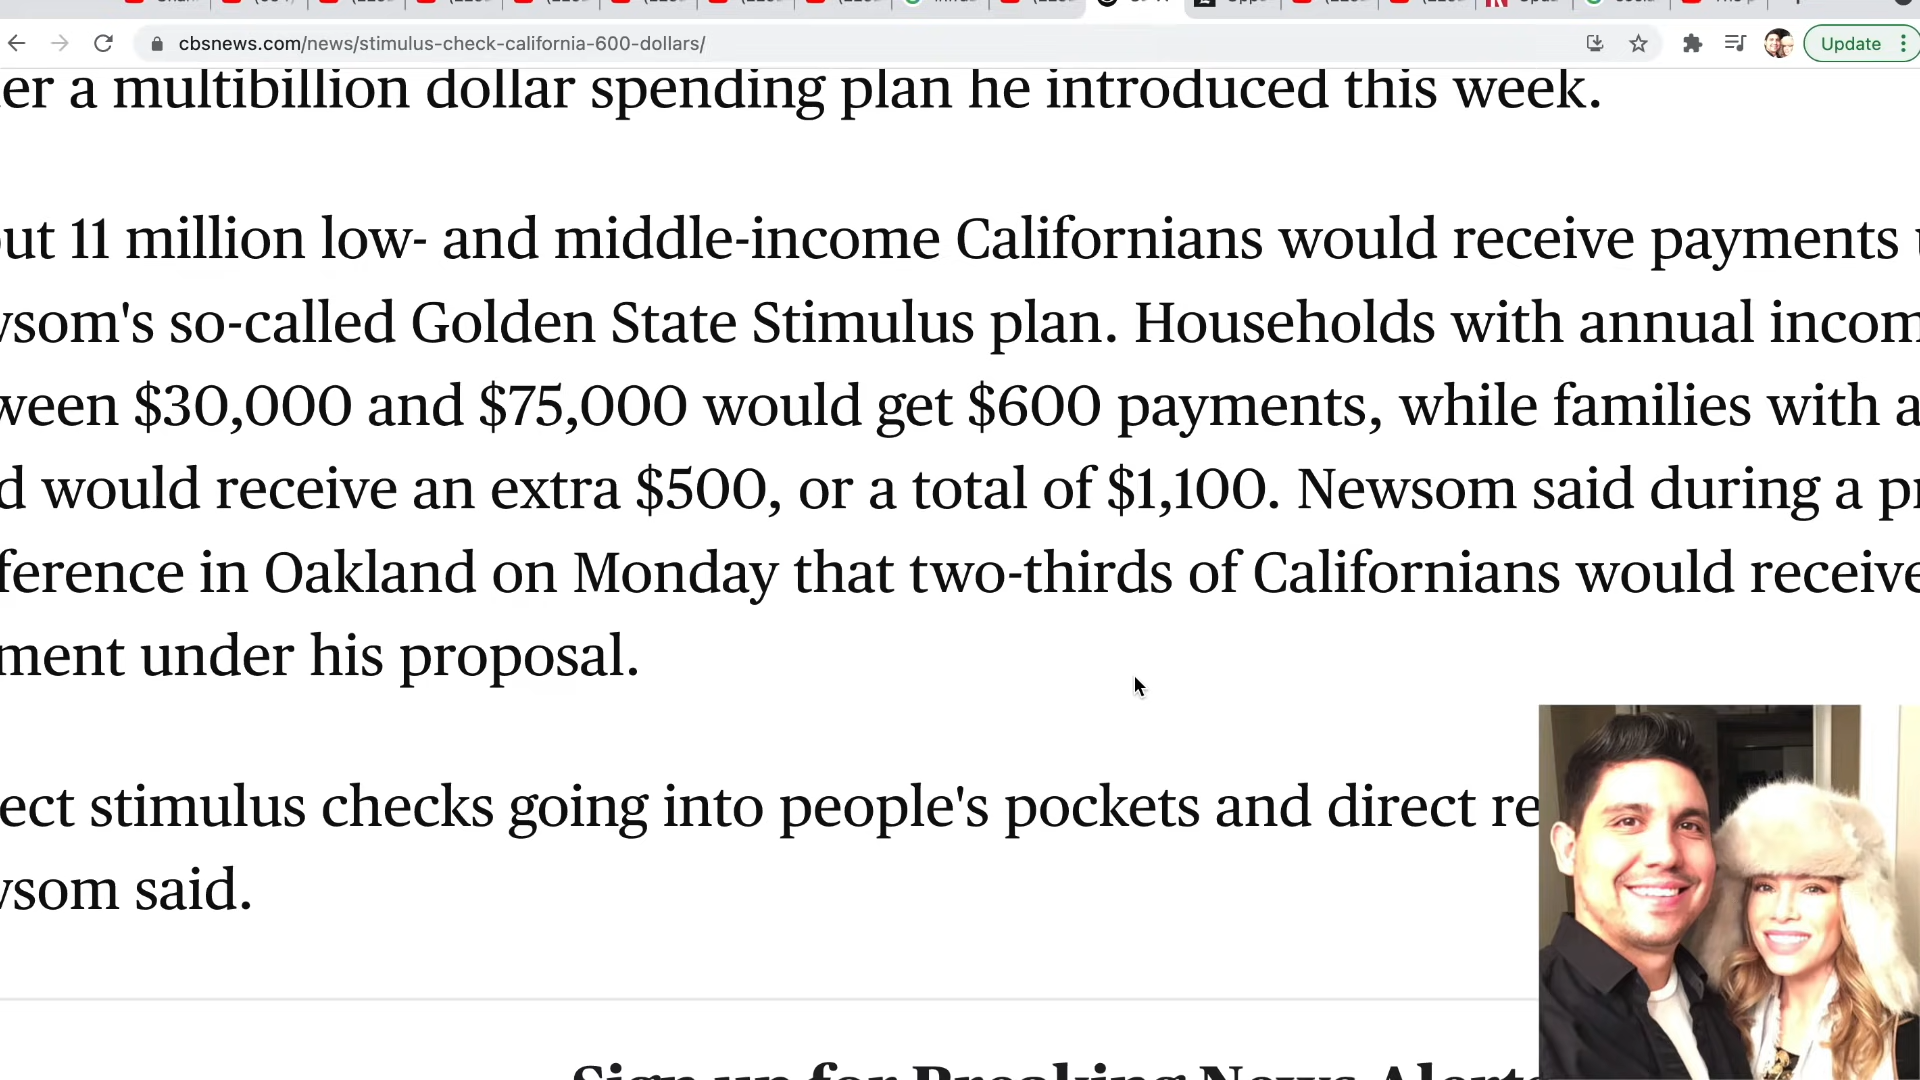 cbsnews.com/news/stimulus-check-california-600-dollars/
Update
er a multibillion dollar spending plan he introduced this week.
ut 11 million low- and middle-income Californians would receive payments
wsom's so-called Golden State Stimulus plan. Households with annual incom
ween $30,000 and $75,000 would get $600 payments, while families with a
d would receive an extra $500, or a total of $1,100. Newsom said during a pr
ference in Oakland on Monday that two-thirds of Californians would receive
ment under his proposal.
ect stimulus checks going into people's pockets and direct re
wsom said.
Sign up for Breaking News Alerts